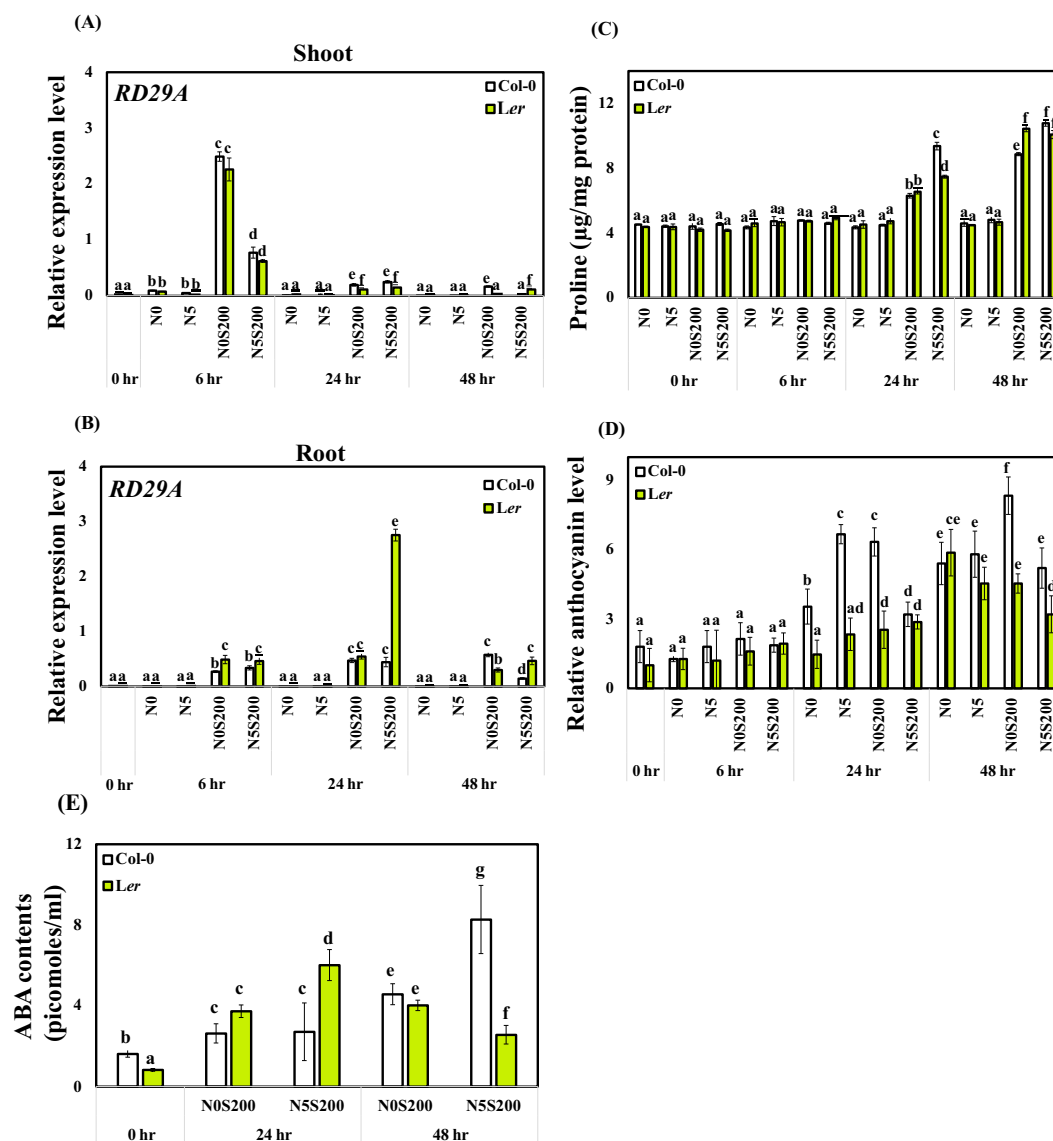 (A)
Shoot
RD29A
Col-0
Ler
Relative expression level
4
3
2
1
0
a a b b b b c c d d a a a a e f e f a a a a e a a f
N0 N5 N0S200 N5S200 N0 N5 N0S200 N5S200 N0 N5 N0S200 N5S200
0 hr 6 hr 24 hr 48 hr
(B)
Root
RD29A
Col-0
Ler
Relative expression level
4
3
2
1
0
a a a a a a b c b c a a a a c c c e a a a a c b d c
N0 N5 N0S200 N5S200 N0 N5 N0S200 N5S200 N0 N5 N0S200 N5S200
0 hr 6 hr 24 hr 48 hr
(C)
Col-0
Ler
Proline (µg/mg protein)
12
8
4
0
a a a a a a a a a a a a a a a a a a a a b b c d a a a a e f f f
N0 N5 N0S200 N5S200 N0 N5 N0S200 N5S200 N0 N5 N0S200 N5S200 N0 N5 N0S200 N5S200
0 hr 6 hr 24 hr 48 hr
(D)
Col-0
Ler
Relative anthocyanin level
9
6
3
0
a a a a a a a a a a b a c ad c d d d e ce e e f e e d
N0 N5 N0S200 N5S200 N0 N5 N0S200 N5S200 N0 N5 N0S200 N5S200
0 hr 6 hr 24 hr 48 hr
(E)
Col-0
Ler
ABA contents
(picomoles/ml)
12
8
4
0
b a c c c d e e g f
N0S200 N5S200 N0S200 N5S200
0 hr 24 hr 48 hr